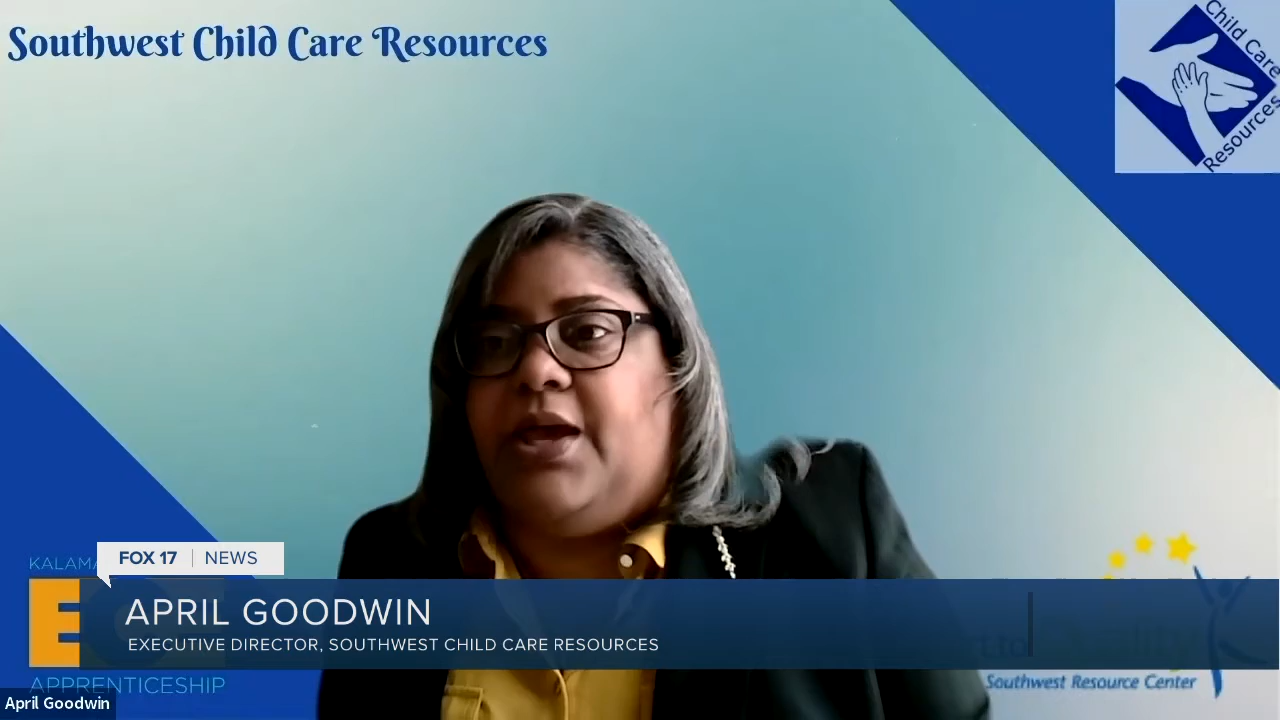 Southwest Child Care Resources
Child Care
Resources
KALAMA
FOX 17 | NEWS
APRIL GOODWIN
EXECUTIVE DIRECTOR, SOUTHWEST CHILD CARE RESOURCES
Southwest Resource Center
APPRENTICESHIP
April Goodwin